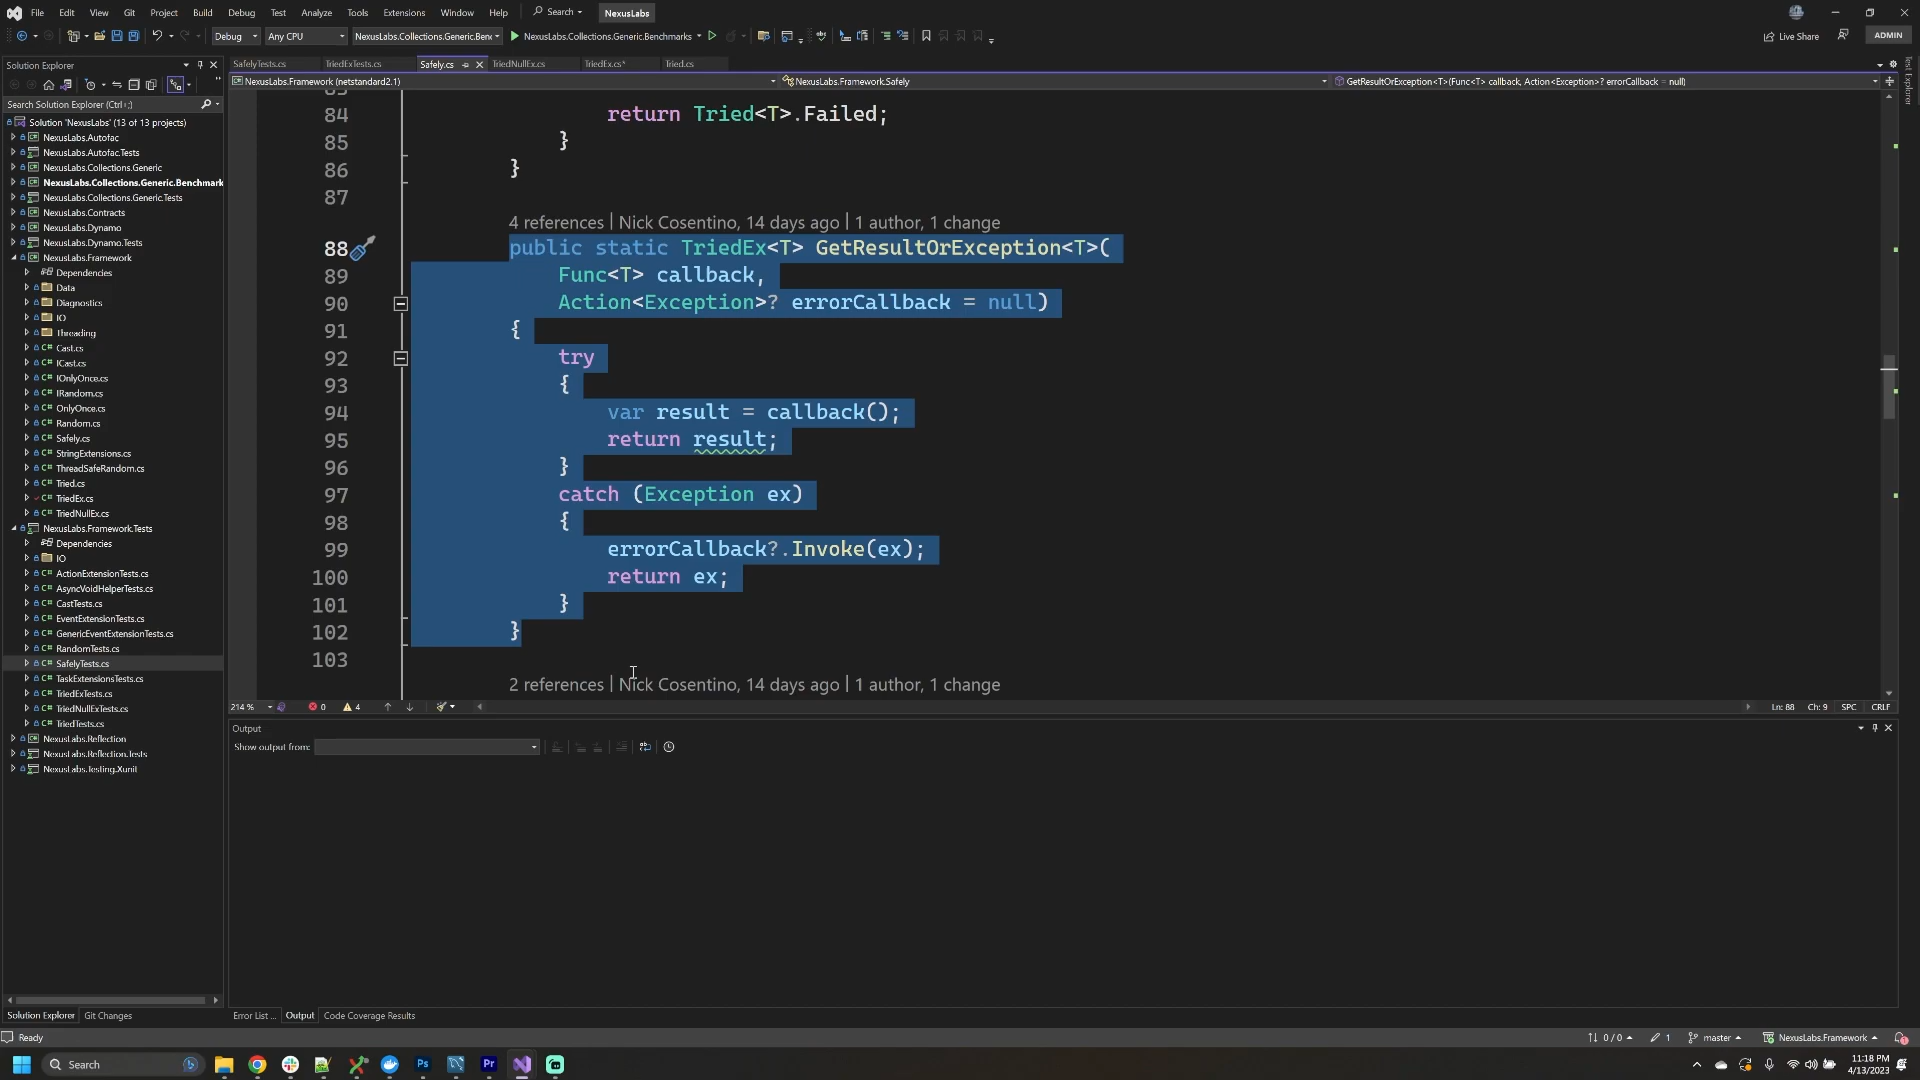 File Edit View Git Project Build Debug Test Analyze Tools Extensions Window Help Search NexusLabs
Debug Any CPU NexusLabs.Collections.Generic.Benc NexusLabs.Collections.Generic.Benchmarks Live Share ADMIN
Solution Explorer
Search Solution Explorer (Ctrl+;)
Solution 'NexusLabs' (13 of 13 projects)
NexusLabs.Autofac
NexusLabs.Autofac.Tests
NexusLabs.Collections.Generic
NexusLabs.Collections.Generic.Benchmark
NexusLabs.Collections.Generic.Tests
NexusLabs.Contracts
NexusLabs.Dynamo
NexusLabs.Dynamo.Tests
NexusLabs.Framework
Dependencies
Data
Diagnostics
IO
Threading
C# Cast.cs
C# ICast.cs
C# IOnlyOnce.cs
C# IRandom.cs
C# OnlyOnce.cs
C# Random.cs
C# Safely.cs
C# StringExtensions.cs
C# ThreadSafeRandom.cs
C# Tried.cs
C# TriedEx.cs
C# TriedNullEx.cs
NexusLabs.Framework.Tests
Dependencies
IO
C# ActionExtensionTests.cs
C# AsyncVoidHelperTests.cs
C# CastTests.cs
C# EventExtensionTests.cs
C# GenericEventExtensionTests.cs
C# RandomTests.cs
C# SafelyTests.cs
C# TaskExtensionsTests.cs
C# TriedExTests.cs
C# TriedNullExTests.cs
C# TriedTests.cs
NexusLabs.Reflection
NexusLabs.Reflection.Tests
NexusLabs.Testing.Xunit
Solution Explorer Git Changes
SafelyTests.cs TriedExTests.cs Safely.cs TriedNullEx.cs TriedEx.cs* Tried.cs
NexusLabs.Framework (netstandard2.1) NexusLabs.Framework.Safely GetResultOrException<T>(Func<T> callback, Action<Exception>? errorCallback = null)
84 return Tried<T>.Failed;
85 }
86 }
87
4 references | Nick Cosentino, 14 days ago | 1 author, 1 change
88 public static TriedEx<T> GetResultOrException<T>(
89 Func<T> callback,
90 Action<Exception>? errorCallback = null)
91 {
92 try
93 {
94 var result = callback();
95 return result;
96 }
97 catch (Exception ex)
98 {
99 errorCallback?.Invoke(ex);
100 return ex;
101 }
102 }
103
2 references | Nick Cosentino, 14 days ago | 1 author, 1 change
214 % 0 4 Ln: 88 Ch: 9 SPC CRLF
Output
Show output from:
Error List ... Output Code Coverage Results
Test Explorer
Ready 0 / 0 1 master NexusLabs.Framework
Search Ps Pr 11:18 PM
4/13/2023